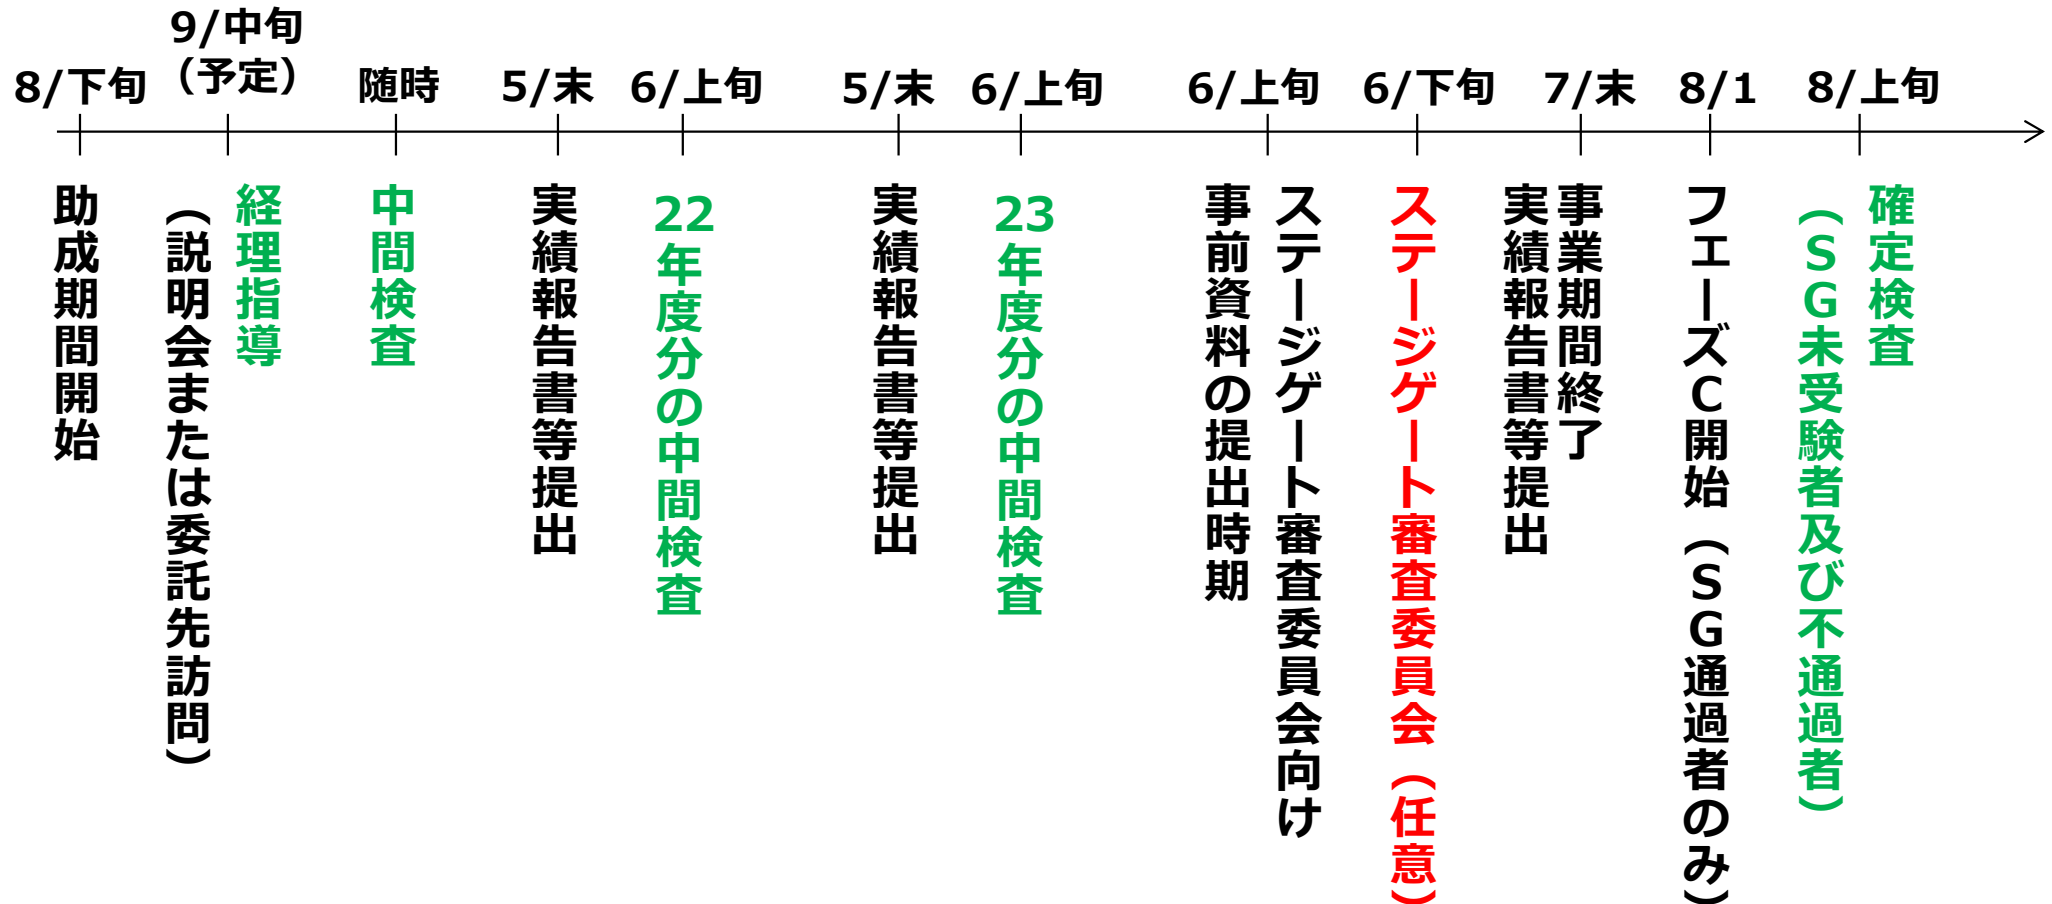 8/下旬
9/中旬
（予定）
随時
5/末
6/上旬
5/末
6/上旬
6/上旬
6/下旬
7/末
8/1
8/上旬
助成期間開始
経理指導
（説明会または委託先訪問）
中間検査
実績報告書等提出
22年度分の中間検査
実績報告書等提出
23年度分の中間検査
ステージゲート審査委員会向け
事前資料の提出時期
ステージゲート審査委員会（任意）
事業期間終了
実績報告書等提出
フェーズC開始（SG通過者のみ）
確定検査
（SG未受験者及び不通過者）